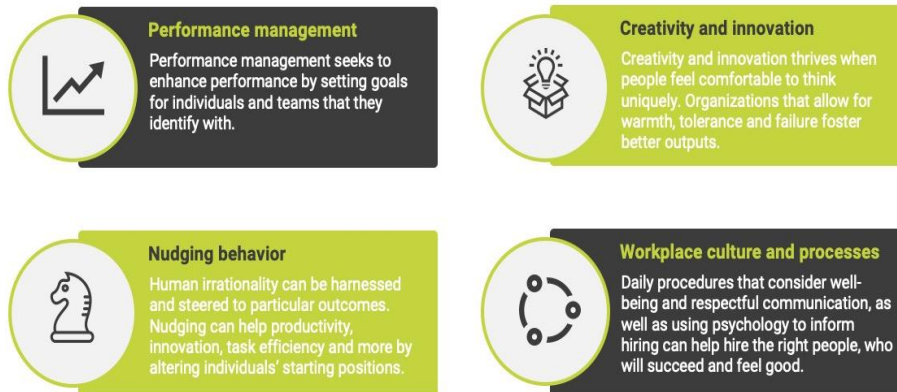 Performance management
Performance management seeks to
enhance performance by setting goals
for individuals and teams that they
identify with.
Creativity and innovation
Creativity and innovation thrives when
people feel comfortable to think
uniquely. Organizations that allow for
warmth, tolerance and failure foster
better outputs.
Nudging behavior
Human irrationality can be harnessed
and steered to particular outcomes.
Nudging can help productivity,
innovation, task efficiency and more by
altering individuals' starting positions.
Workplace culture and processes
Daily procedures that consider well-
being and respectful communication, as
well as using psychology to inform
hiring can help hire the right people, who
will succeed and feel good.